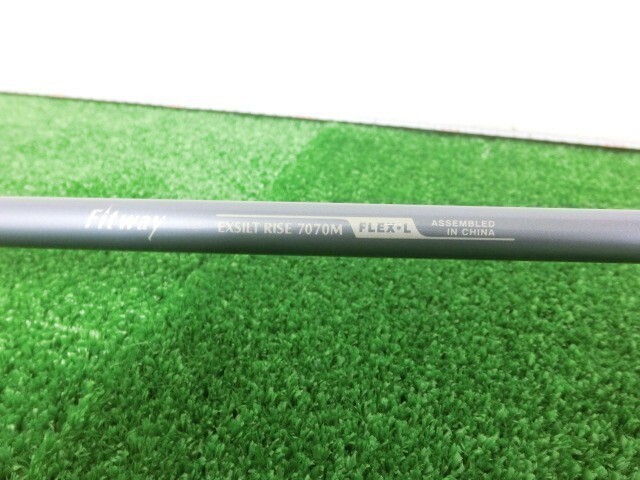 Fitway
EXSILT RISE 7070M FLEX·L
ASSEMBLED
IN CHINA